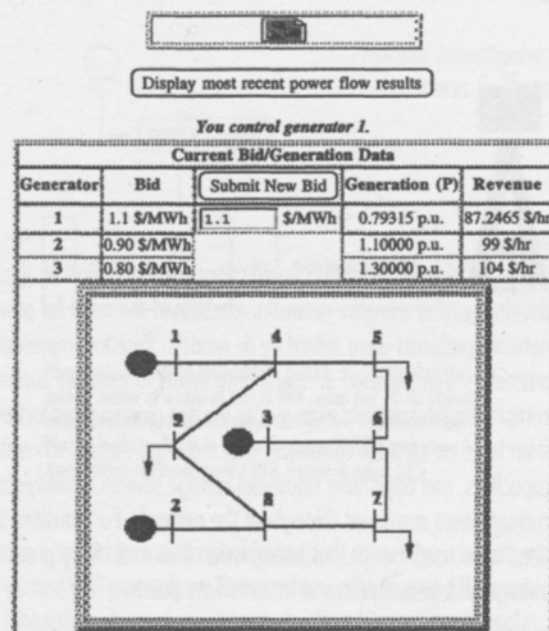 Display most recent power flow results
You control generator 1.
Current Bid/Generation Data
Generator Bid Submit New Bid Generation (P) Revenue
1 1.1 $/MWh 1.1 $/MWh 0.79315 p.u. 87.2465 $/hr
2 0.90 $/MWh 1.10000 p.u. 99 $/hr
3 0.80 $/MWh 1.30000 p.u. 104 $/hr
1 4 5
2 3 6
8
2 7